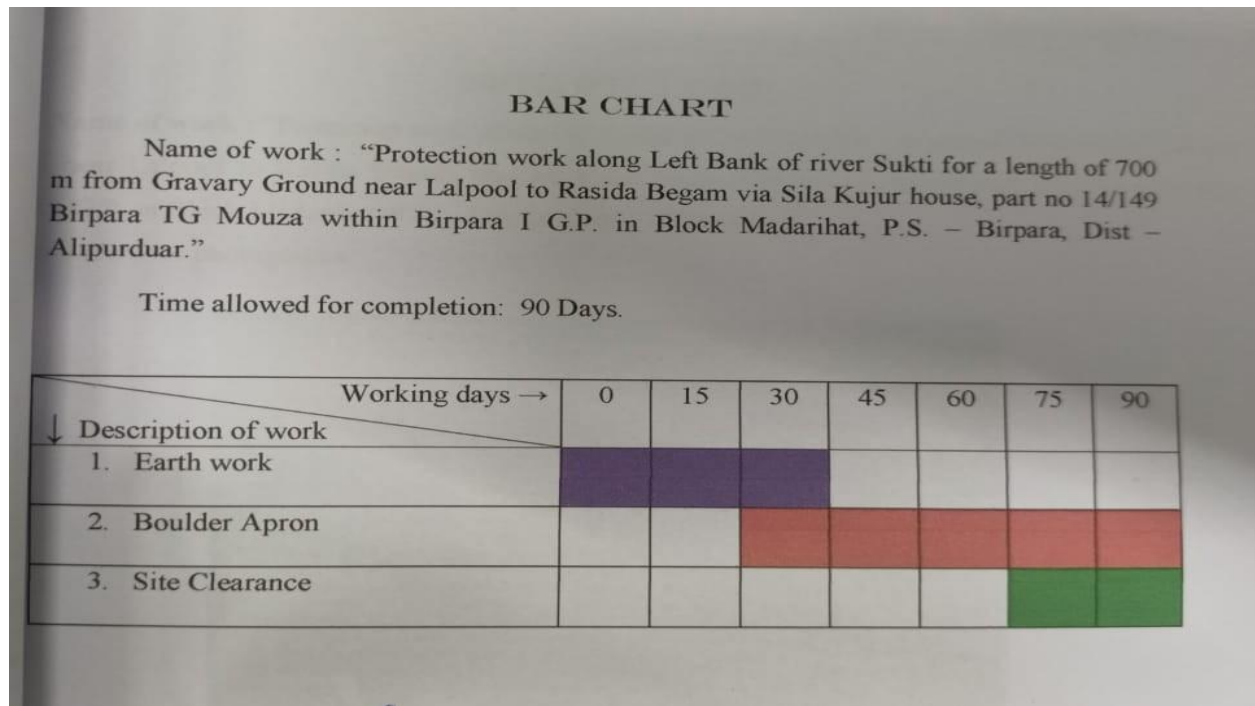 BAR CHART
Name of work : “Protection work along Left Bank of river Sukti for a length of 700
m from Gravary Ground near Lalpool to Rasida Begam via Sila Kujur house, part no 14/149
Birpara TG Mouza within Birpara I G.P. in Block Madarihat, P.S. – Birpara, Dist –
Alipurduar.”
Time allowed for completion: 90 Days.
Working days → 0 15 30 45 60 75 90
↓ Description of work
1. Earth work
2. Boulder Apron
3. Site Clearance